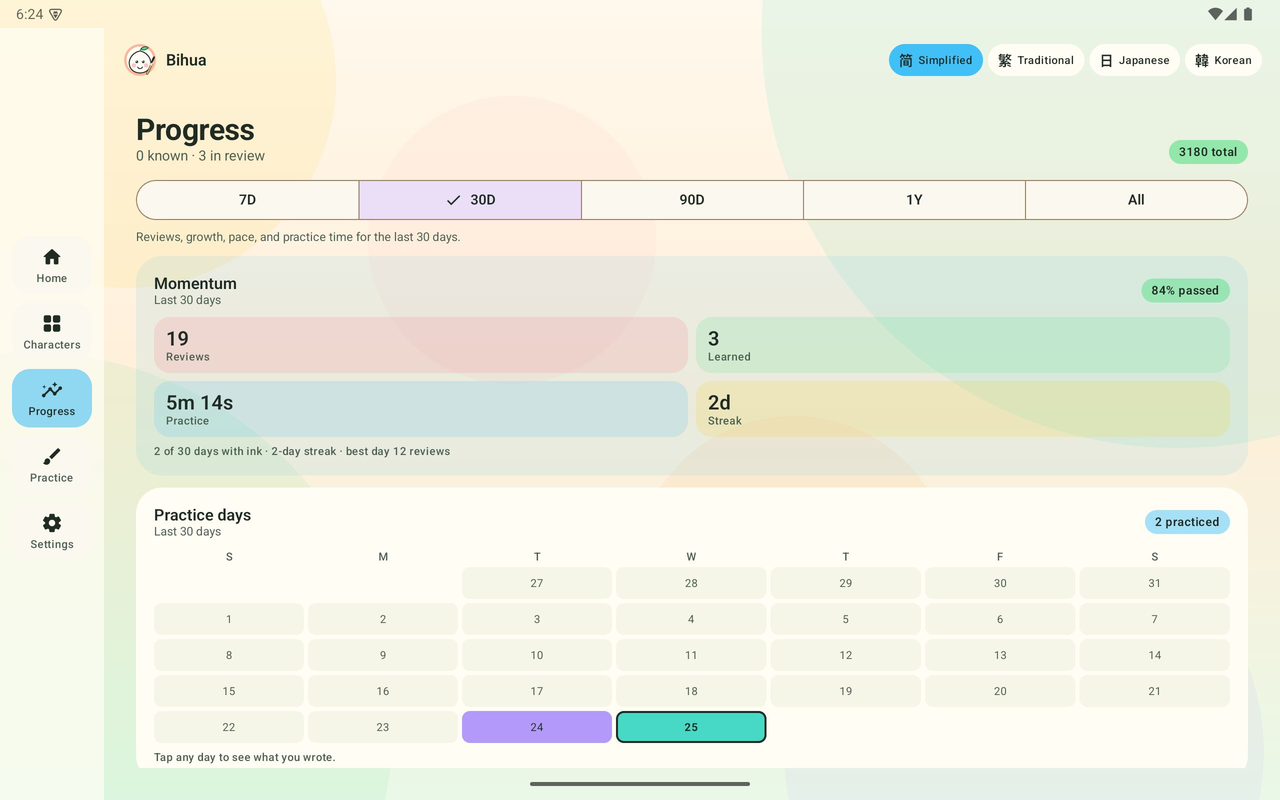 6:24
Bihua
简 Simplified
繁 Traditional
日 Japanese
韓 Korean
Progress
0 known · 3 in review
3180 total
7D
30D
90D
1Y
All
Reviews, growth, pace, and practice time for the last 30 days.
Home
Characters
Progress
Practice
Settings
Momentum
Last 30 days
84% passed
19
Reviews
3
Learned
5m 14s
Practice
2d
Streak
2 of 30 days with ink · 2-day streak · best day 12 reviews
Practice days
Last 30 days
2 practiced
S M T W T F S
27 28 29 30 31
1 2 3 4 5 6 7
8 9 10 11 12 13 14
15 16 17 18 19 20 21
22 23 24 25
Tap any day to see what you wrote.